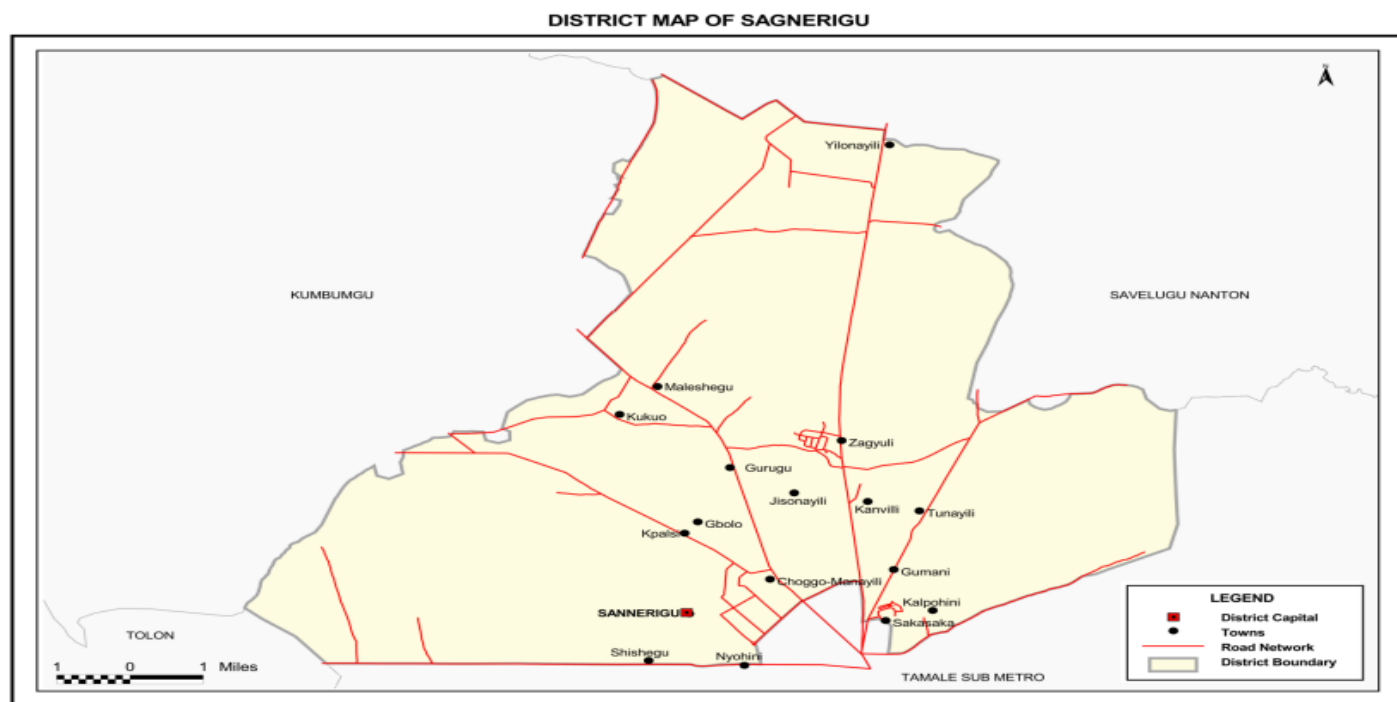 DISTRICT MAP OF SAGNERIGU
N
Yilonayili
KUMBUMGU
SAVELUGU NANTON
Maleshegu
Kukuo
Zagyuli
Gurugu
Jisonayili
Kanvilli
Tunayili
Gbolo
Kpalsi
Gumani
Choggo-Manayili
Kalpohini
SANNERIGU
Sakasaka
TOLON
Shishegu
Nyohini
TAMALE SUB METRO
1 0 1 Miles
LEGEND
District Capital
Towns
Road Network
District Boundary